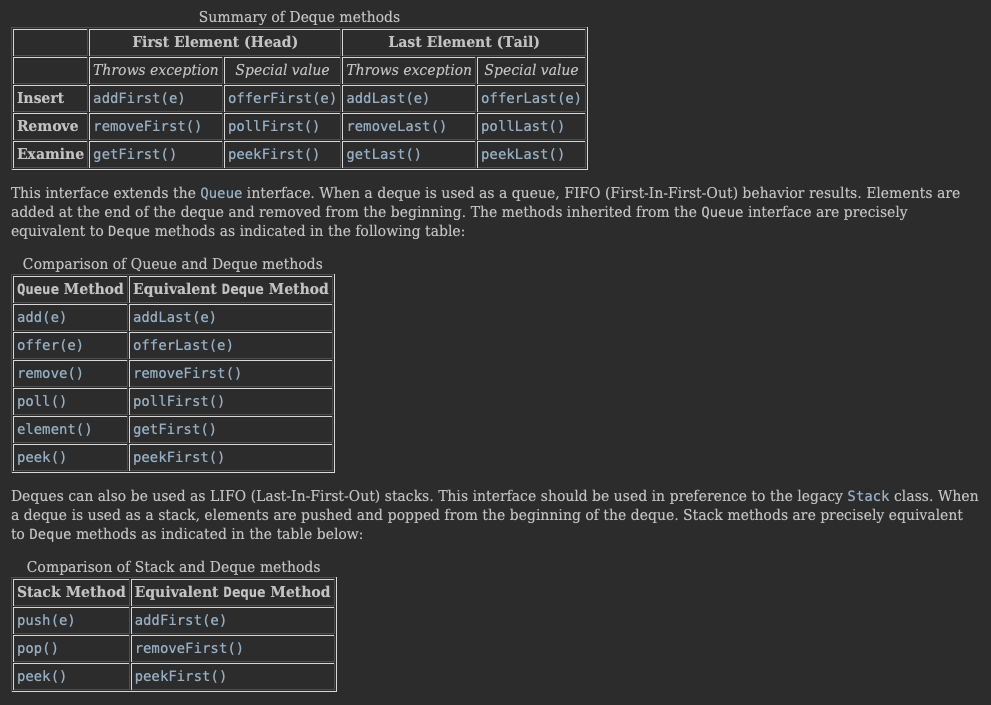 Summary of Deque methods
First Element (Head) Last Element (Tail)
Throws exception Special value Throws exception Special value
Insert addFirst(e) offerFirst(e) addLast(e) offerLast(e)
Remove removeFirst() pollFirst() removeLast() pollLast()
Examine getFirst() peekFirst() getLast() peekLast()
This interface extends the Queue interface. When a deque is used as a queue, FIFO (First-In-First-Out) behavior results. Elements are
added at the end of the deque and removed from the beginning. The methods inherited from the Queue interface are precisely
equivalent to Deque methods as indicated in the following table:
Comparison of Queue and Deque methods
Queue Method Equivalent Deque Method
add(e) addLast(e)
offer(e) offerLast(e)
remove() removeFirst()
poll() pollFirst()
element() getFirst()
peek() peekFirst()
Deques can also be used as LIFO (Last-In-First-Out) stacks. This interface should be used in preference to the legacy Stack class. When
a deque is used as a stack, elements are pushed and popped from the beginning of the deque. Stack methods are precisely equivalent
to Deque methods as indicated in the table below:
Comparison of Stack and Deque methods
Stack Method Equivalent Deque Method
push(e) addFirst(e)
pop() removeFirst()
peek() peekFirst()